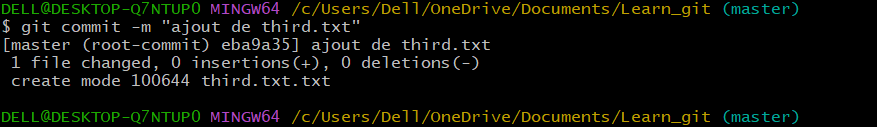 DELL@DESKTOP-Q7NTUPO MINGW64 /c/Users/Dell/OneDrive/Documents/Learn_git (master)
$ git commit -m "ajout de third.txt"
[master (root-commit) eba9a35] ajout de third.txt
 1 file changed, 0 insertions(+), 0 deletions(-)
 create mode 100644 third.txt.txt

DELL@DESKTOP-Q7NTUPO MINGW64 /c/Users/Dell/OneDrive/Documents/Learn_git (master)